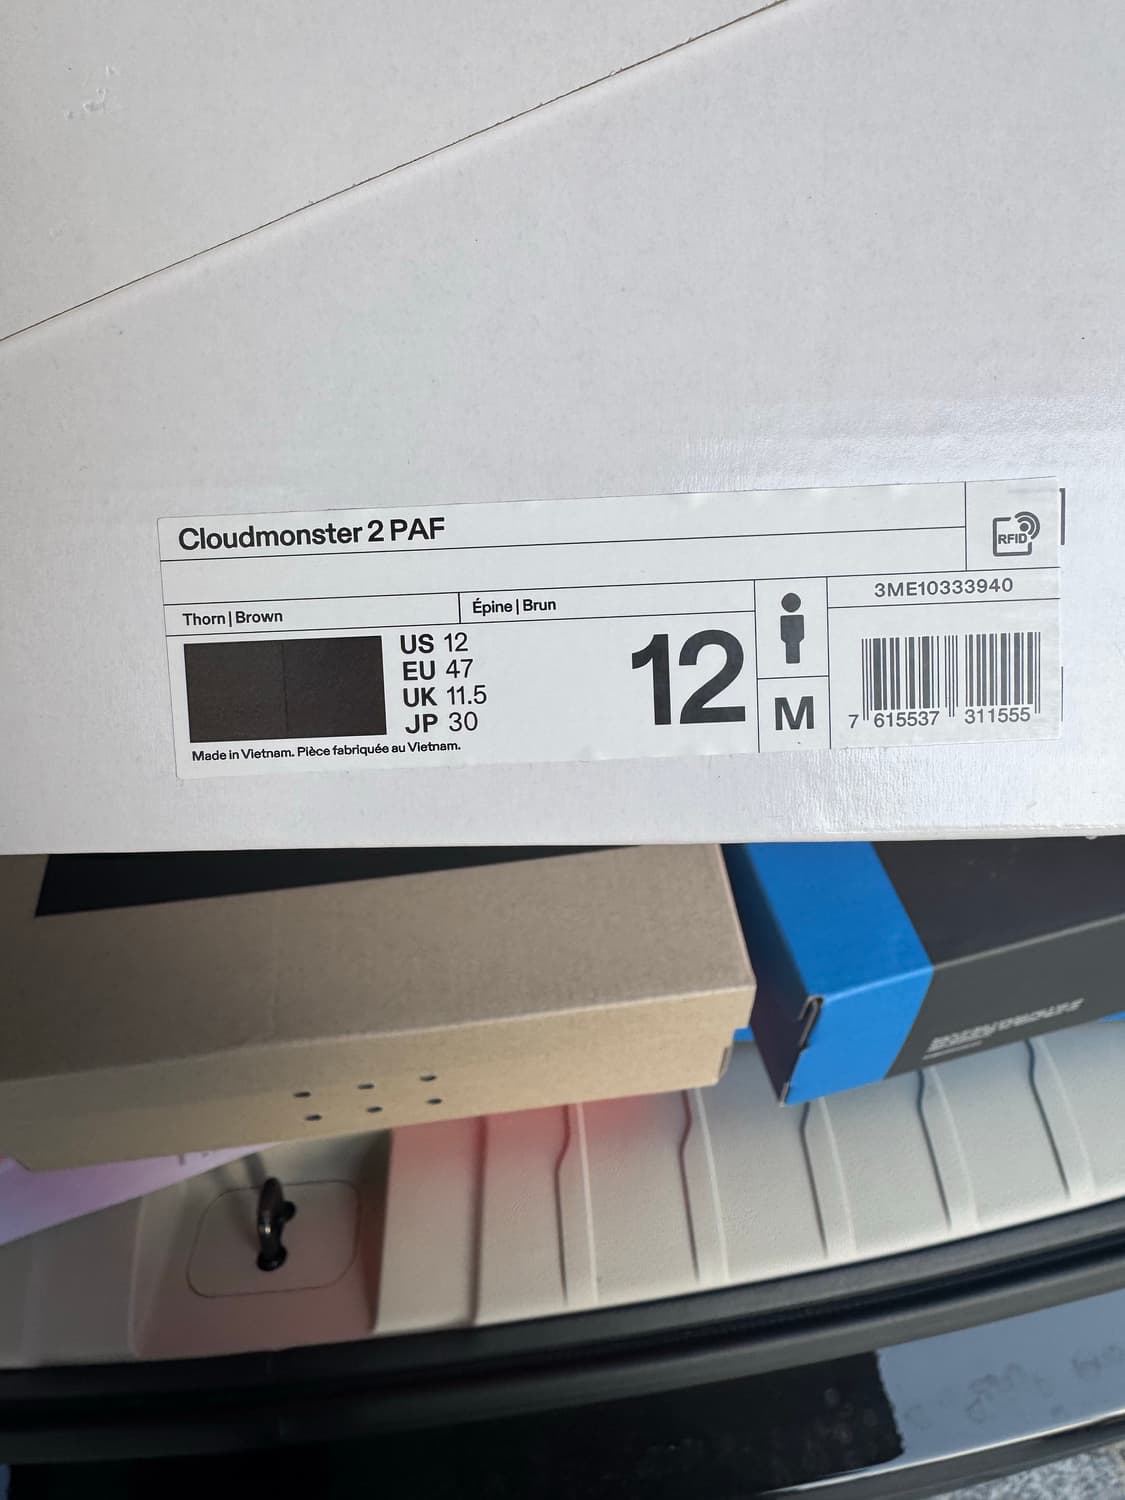 Cloudmonster 2 PAF
RFID
3ME10333940
Thorn | Brown
Épine | Brun
US 12
EU 47
UK 11.5
JP 30
12
M
7 615537 311555
Made in Vietnam. Pièce fabriquée au Vietnam.